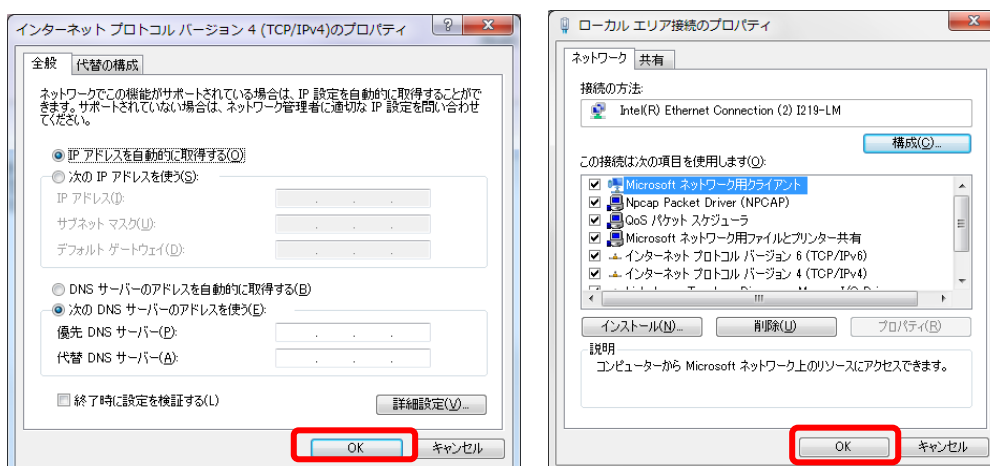 インターネット プロトコル バージョン 4 (TCP/IPv4)のプロパティ
全般
代替の構成
ネットワークでこの機能がサポートされている場合は、IP 設定を自動的に取得することがで
きます。サポートされていない場合は、ネットワーク管理者に適切な IP 設定を問い合わせ
てください。
IP アドレスを自動的に取得する(O)
次の IP アドレスを使う(S):
IP アドレス(I):
サブネット マスク(U):
デフォルト ゲートウェイ(D):
DNS サーバーのアドレスを自動的に取得する(B)
次の DNS サーバーのアドレスを使う(E):
優先 DNS サーバー(P):
代替 DNS サーバー(A):
終了時に設定を検証する(L)
詳細設定(V)...
OK
キャンセル
ローカル エリア接続のプロパティ
ネットワーク
共有
接続の方法:
Intel(R) Ethernet Connection (2) I219-LM
構成(C)...
この接続は次の項目を使用します(O):
Microsoft ネットワーク用クライアント
Npcap Packet Driver (NPCAP)
QoS パケット スケジューラ
Microsoft ネットワーク用ファイルとプリンター共有
インターネット プロトコル バージョン 6 (TCP/IPv6)
インターネット プロトコル バージョン 4 (TCP/IPv4)
インストール(N)...
削除(U)
プロパティ(R)
説明
コンピューターから Microsoft ネットワーク上のリソースにアクセスできます。
OK
キャンセル